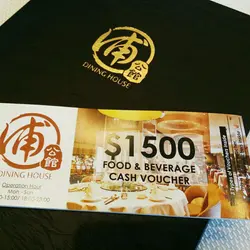 甫
公館
DINING HOUSE
甫
公館
DINING HOUSE
Operation Hour
Mon - Sun
$1500
FOOD & BEVERAGE
CASH VOUCHER